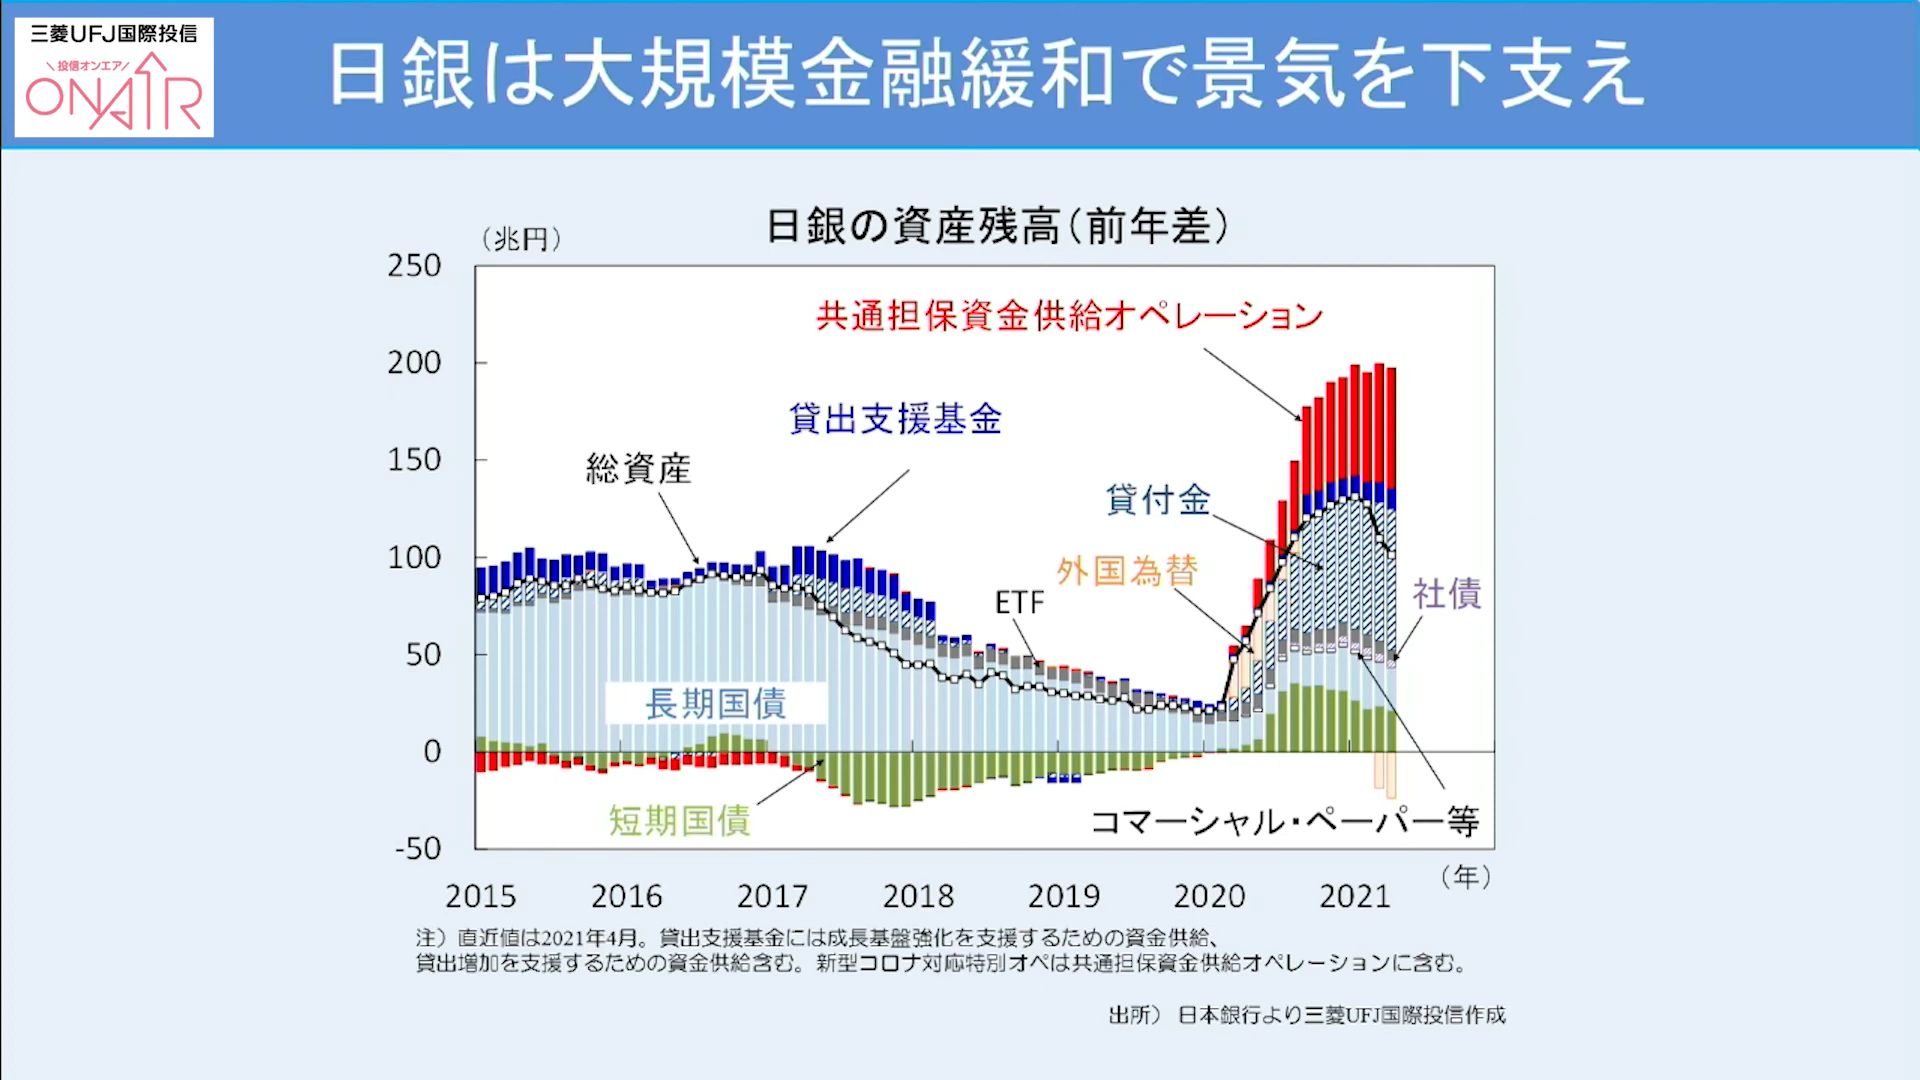 三菱UFJ国際投信
\投信オンエア/
ONAIR
日銀は大規模金融緩和で景気を下支え
日銀の資産残高(前年差)
(兆円)
250
200
150
100
50
0
-50
共通担保資金供給オペレーション
貸出支援基金
総資産
貸付金
外国為替
ETF
社債
長期国債
短期国債
コマーシャル・ペーパー等
2015 2016 2017 2018 2019 2020 2021
(年)
注)直近値は2021年4月。貸出支援基金には成長基盤強化を支援するための資金供給、
貸出増加を支援するための資金供給含む。新型コロナ対応特別オペは共通担保資金供給オペレーションに含む。
出所) 日本銀行より三菱UFJ国際投信作成